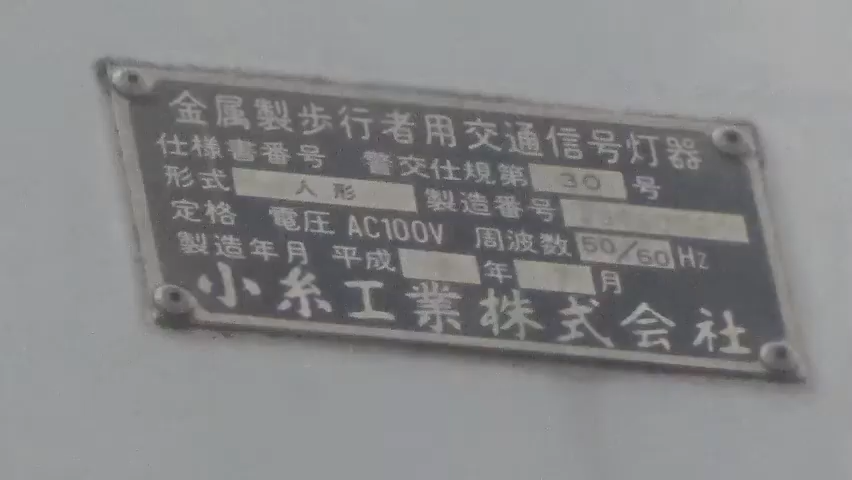 金属製歩行者用交通信号灯器
仕様書番号 警交仕規第 30 号
形式 人形 製造番号
定格 電圧 AC100V 周波数 50/60 Hz
製造年月 平成 年 月
小糸工業株式会社